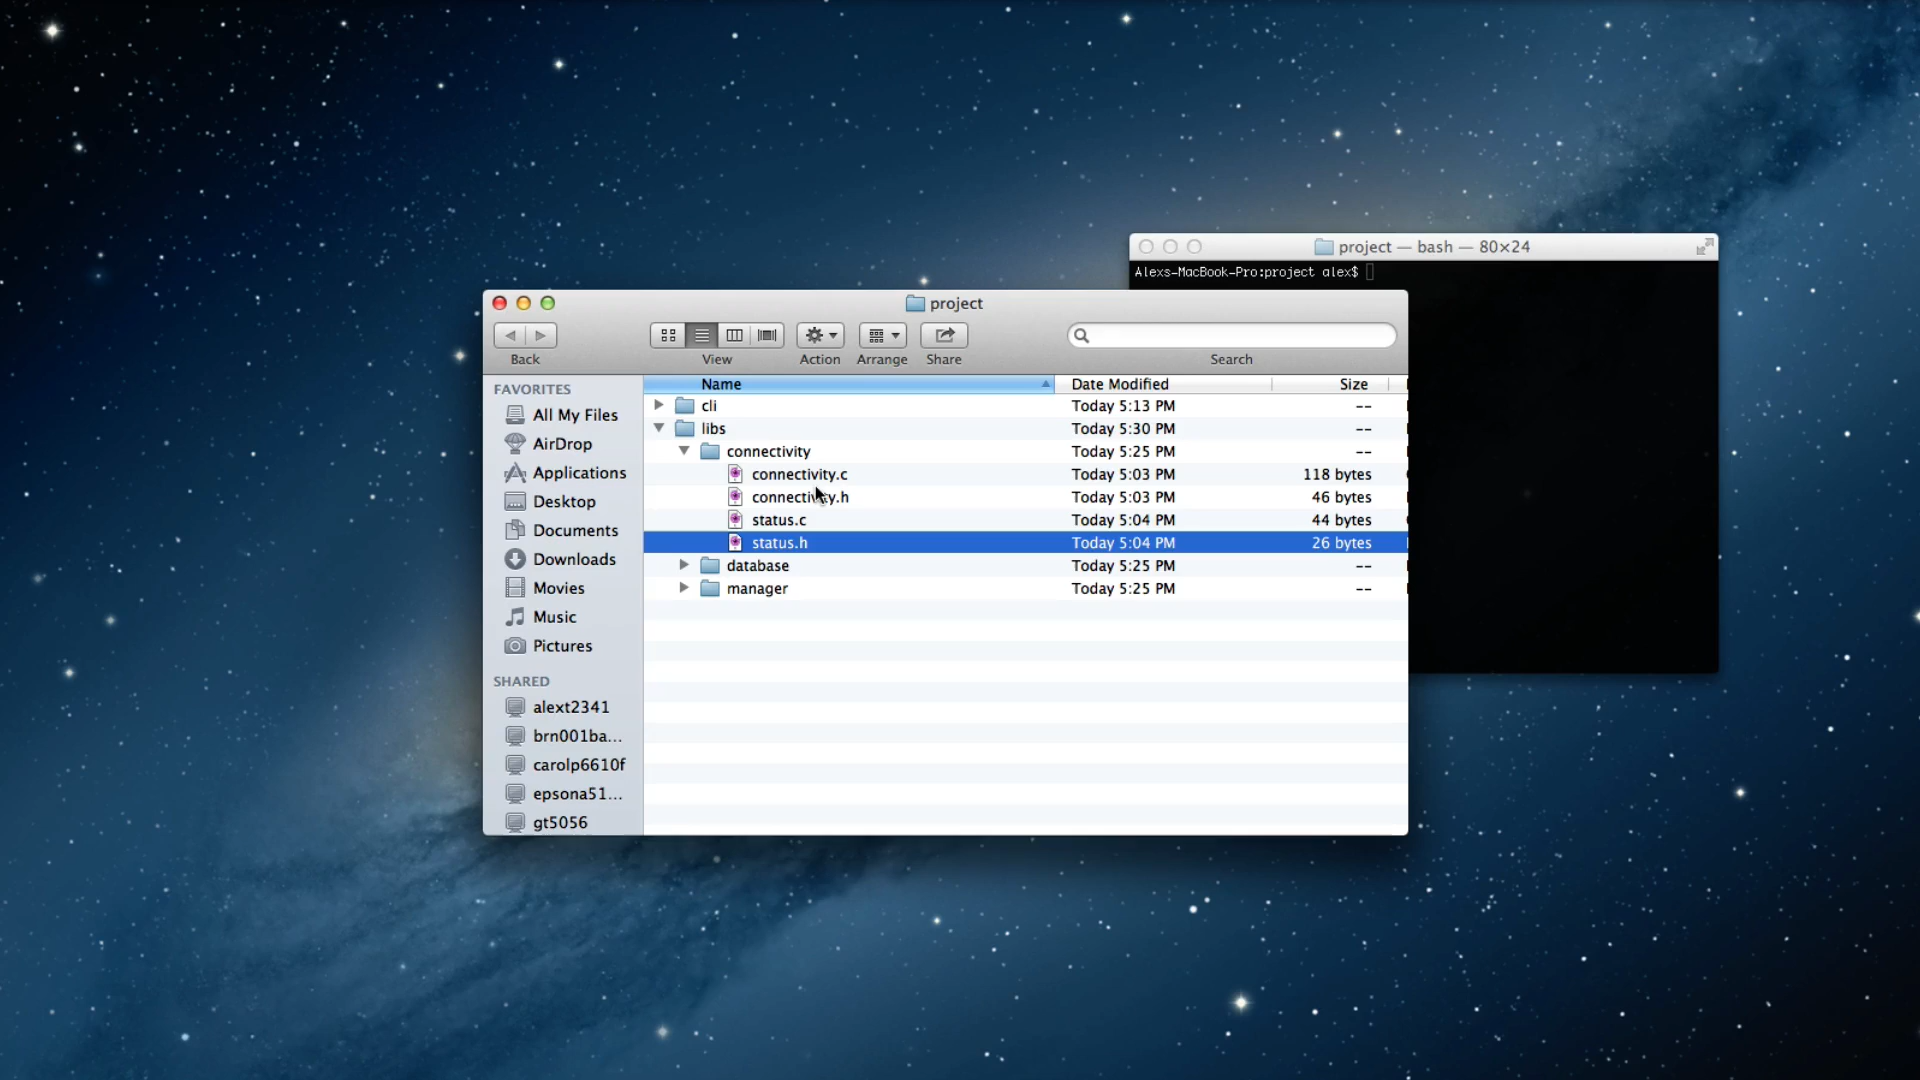 project — bash — 80×24
Alexs-MacBook-Pro:project alex$
project
Back
View
Action
Arrange
Share
Search
Name Date Modified Size
FAVORITES
All My Files
AirDrop
Applications
Desktop
Documents
Downloads
Movies
Music
Pictures
SHARED
alext2341
brn001ba...
carolp6610f
epsona51...
gt5056
cli Today 5:13 PM --
libs Today 5:30 PM --
connectivity Today 5:25 PM --
connectivity.c Today 5:03 PM 118 bytes
connectivity.h Today 5:03 PM 46 bytes
status.c Today 5:04 PM 44 bytes
status.h Today 5:04 PM 26 bytes
database Today 5:25 PM --
manager Today 5:25 PM --